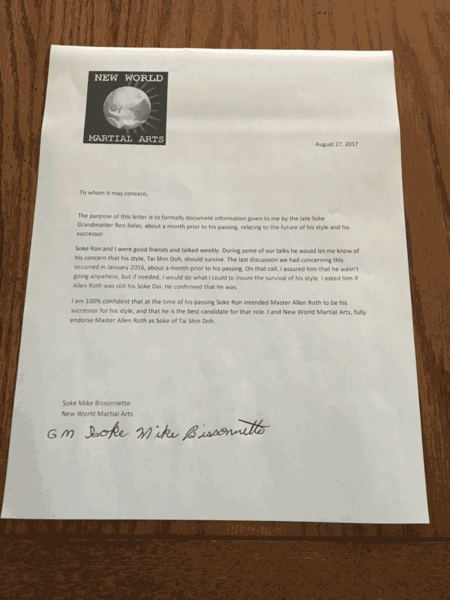 NEW WORLD
MARTIAL ARTS
August 27, 2017
To whom it may concern,
The purpose of this letter is to formally document information given to me by the late Soke
Grandmaster Ron Balas, about a month prior to his passing, relating to the future of his style and his
successor
Soke Ron and I were good friends and talked weekly. During some of our talks he would let me know of
his concern that his style, Tai Shin Doh, should survive. The last discussion we had concerning this
occurred in January 2016, about a month prior to his passing. On that call, I assured him that he wasn't
going anywhere, but if needed. I would do what I could to insure the survival of his style. I asked him if
Allen Roth was still his Soke Dai. He confirmed that he was.
I am 100% confident that at the time of his passing Soke Ron intended Master Allen Roth to be his
successor for his style, and that he is the best candidate for that role. I and New World Martial Arts, fully
endorse Master Allen Roth as Soke of Tai Shin Doh.
Soke Mike Bissonnette
New World Martial Arts
GM Soke Mike Bissonnette